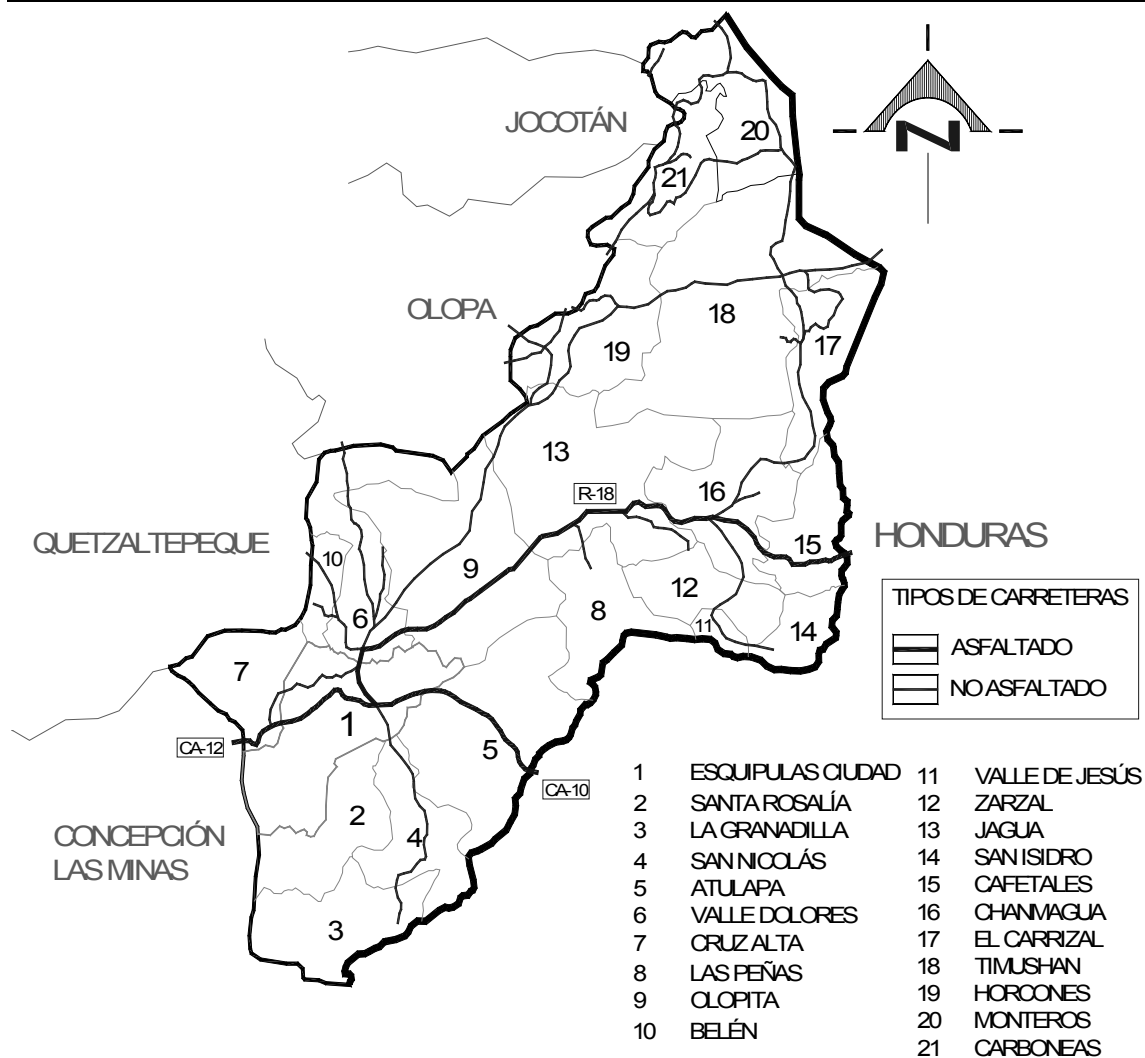 JOCOTÁN
20
21
N
OLOPA
18
19
17
13
R-18
16
QUETZALTEPEQUE
HONDURAS
10
9
15
12
6
8
11
14
7
TIPOS DE CARRETERAS
ASFALTADO
NO ASFALTADO
1
CA-12
5
CA-10
2
4
CONCEPCIÓN
LAS MINAS
3
1 ESQUIPULAS CIUDAD
2 SANTA ROSALÍA
3 LA GRANADILLA
4 SAN NICOLÁS
5 ATULAPA
6 VALLE DOLORES
7 CRUZ ALTA
8 LAS PEÑAS
9 OLOPITA
10 BELÉN
11 VALLE DE JESÚS
12 ZARZAL
13 JAGUA
14 SAN ISIDRO
15 CAFETALES
16 CHANMAGUA
17 EL CARRIZAL
18 TIMUSHAN
19 HORCONES
20 MONTEROS
21 CARBONEAS